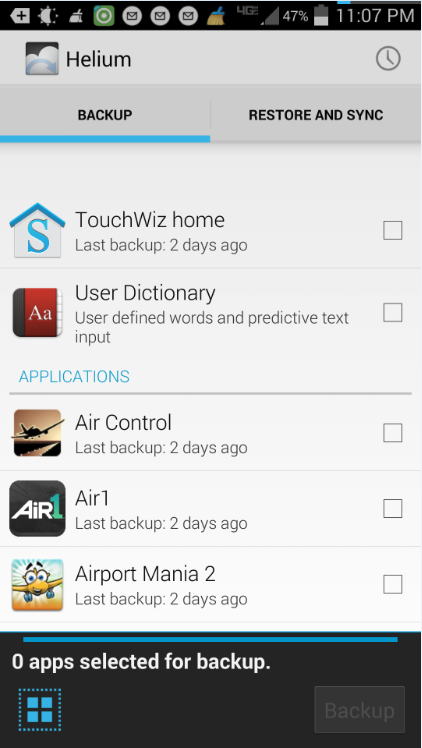 4G
47%
11:07 PM
Helium
BACKUP
RESTORE AND SYNC
S
TouchWiz home
Last backup: 2 days ago
Aa
User Dictionary
User defined words and predictive text
input
APPLICATIONS
Air Control
Last backup: 2 days ago
AiR1
Air1
Last backup: 2 days ago
Airport Mania 2
Last backup: 2 days ago
0 apps selected for backup.
Backup